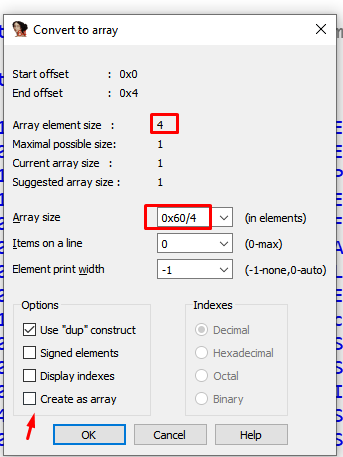 Convert to array
Start offset : 0x0
End offset : 0x4
Array element size : 4
Maximal possible size: 1
Current array size : 1
Suggested array size : 1
Array size 0x60/4 (in elements)
Items on a line 0 (0-max)
Element print width -1 (-1-none,0-auto)
Options Indexes
Use "dup" construct Decimal
Signed elements Hexadecimal
Display indexes Octal
Create as array Binary
OK Cancel Help